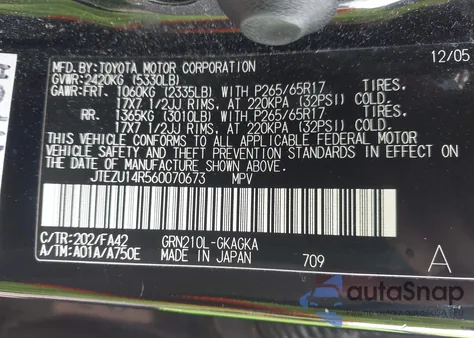 MFD.BY:TOYOTA MOTOR CORPORATION 12/05
GVWR:2420KG (5330LB)
GAWR:FRT. 1060KG (2335LB) WITH P265/65R17 TIRES.
17X7 1/2JJ RIMS, AT 220KPA (32PSI) COLD.
RR. 1365KG (3010LB) WITH P265/65R17 TIRES.
17X7 1/2JJ RIMS, AT 220KPA (32PSI) COLD.
THIS VEHICLE CONFORMS TO ALL APPLICABLE FEDERAL MOTOR
VEHICLE SAFETY STANDARDS IN EFFECT ON THE DATE OF
MANUFACTURE SHOWN ABOVE.
JTEZU14R560070673 MPV
C/TR:202/FA42 GRN210L-GKAGKA
A/TM:A01A/A750E MADE IN JAPAN 709 A
autoSnap